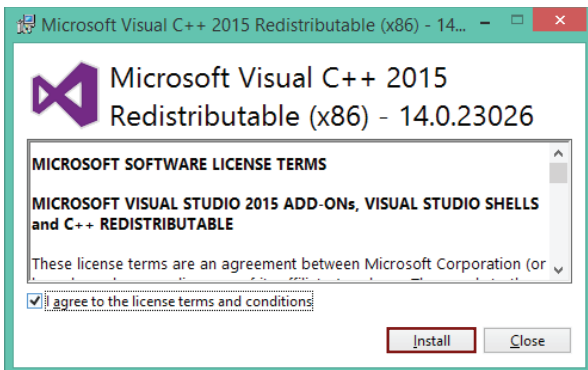 Microsoft Visual C++ 2015 Redistributable (x86) - 14...
Microsoft Visual C++ 2015
Redistributable (x86) - 14.0.23026
MICROSOFT SOFTWARE LICENSE TERMS
MICROSOFT VISUAL STUDIO 2015 ADD-ONs, VISUAL STUDIO SHELLS
and C++ REDISTRIBUTABLE
These license terms are an agreement between Microsoft Corporation (or
I agree to the license terms and conditions
Install Close